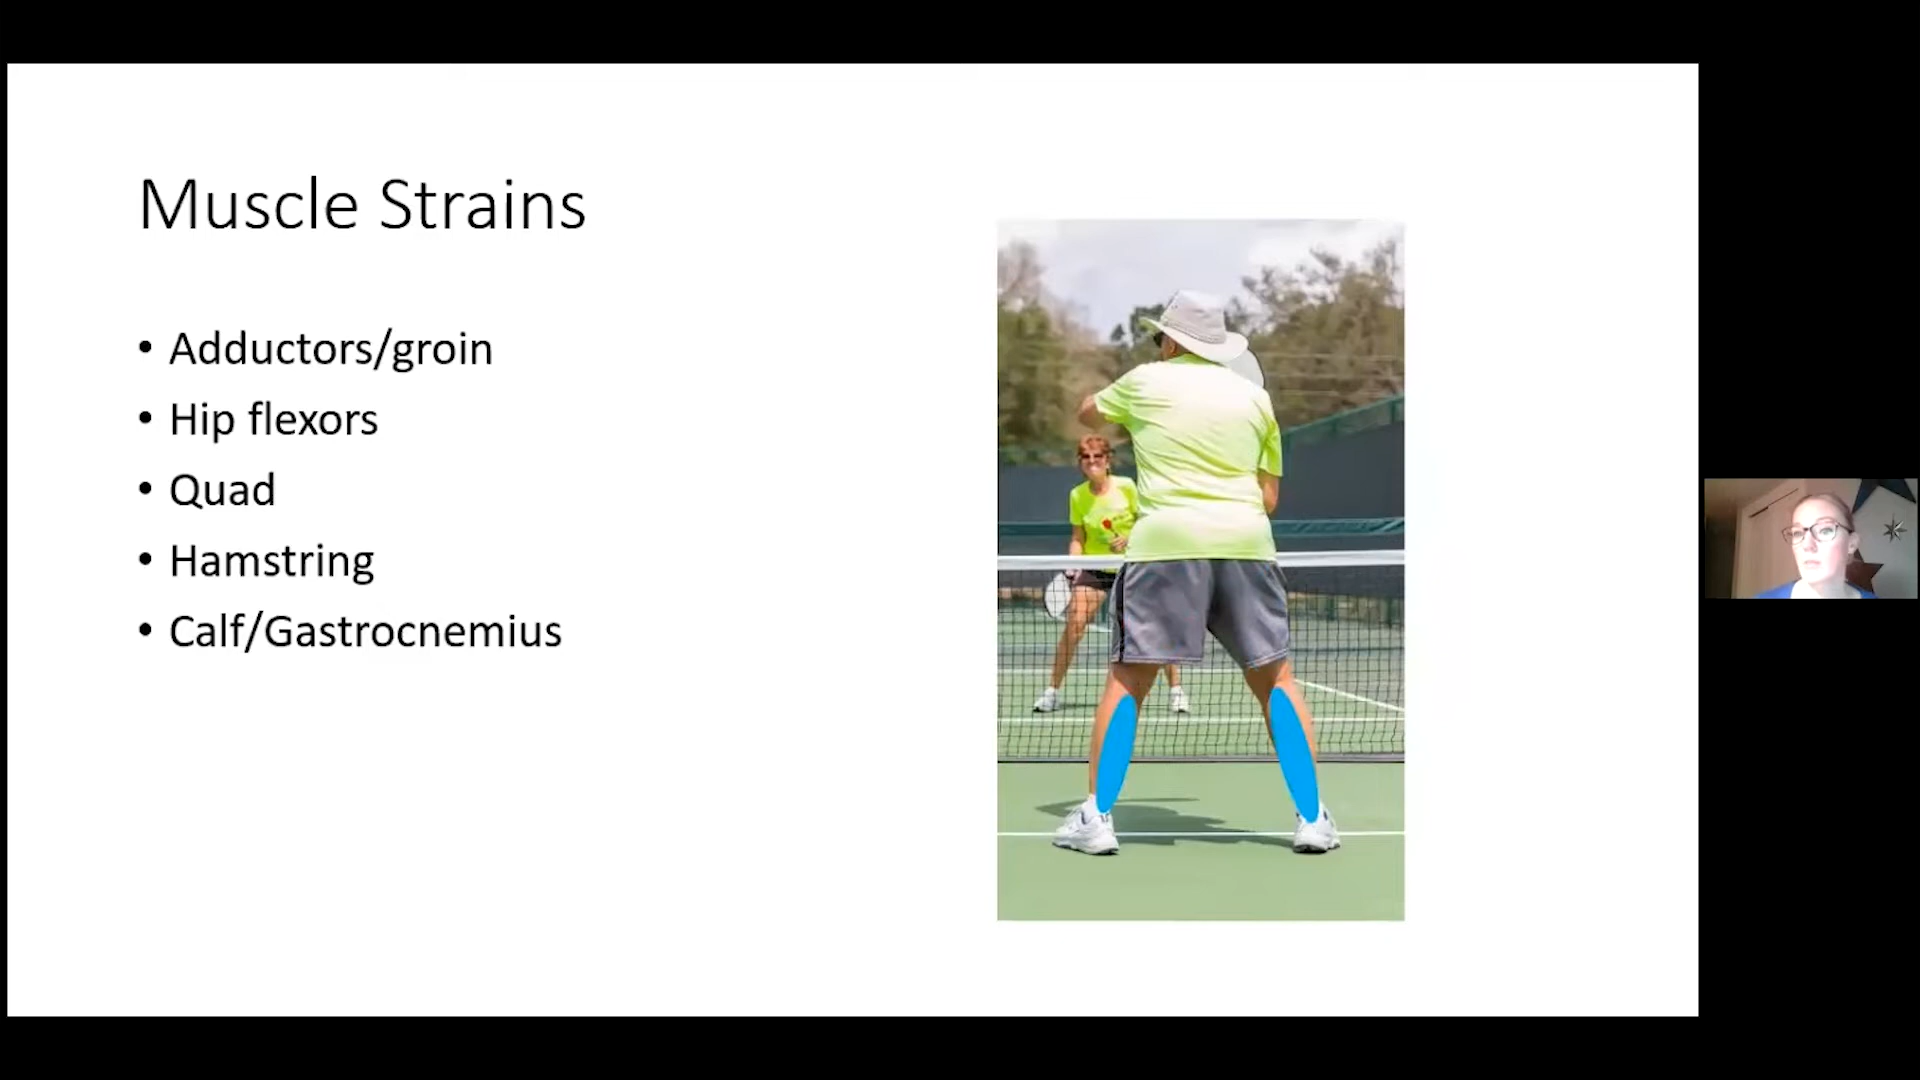 Muscle Strains
• Adductors/groin
• Hip flexors
• Quad
• Hamstring
• Calf/Gastrocnemius